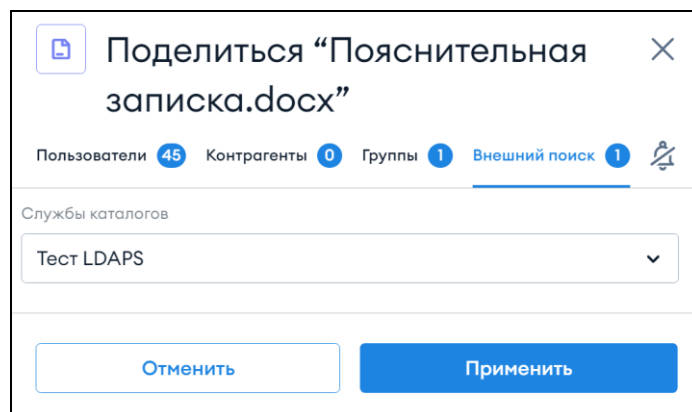 Поделиться “Пояснительная
записка.docx”
Пользователи 45 Контрагенты 0 Группы 1 Внешний поиск 1
Службы каталогов
Тест LDAPS
Отменить Применить